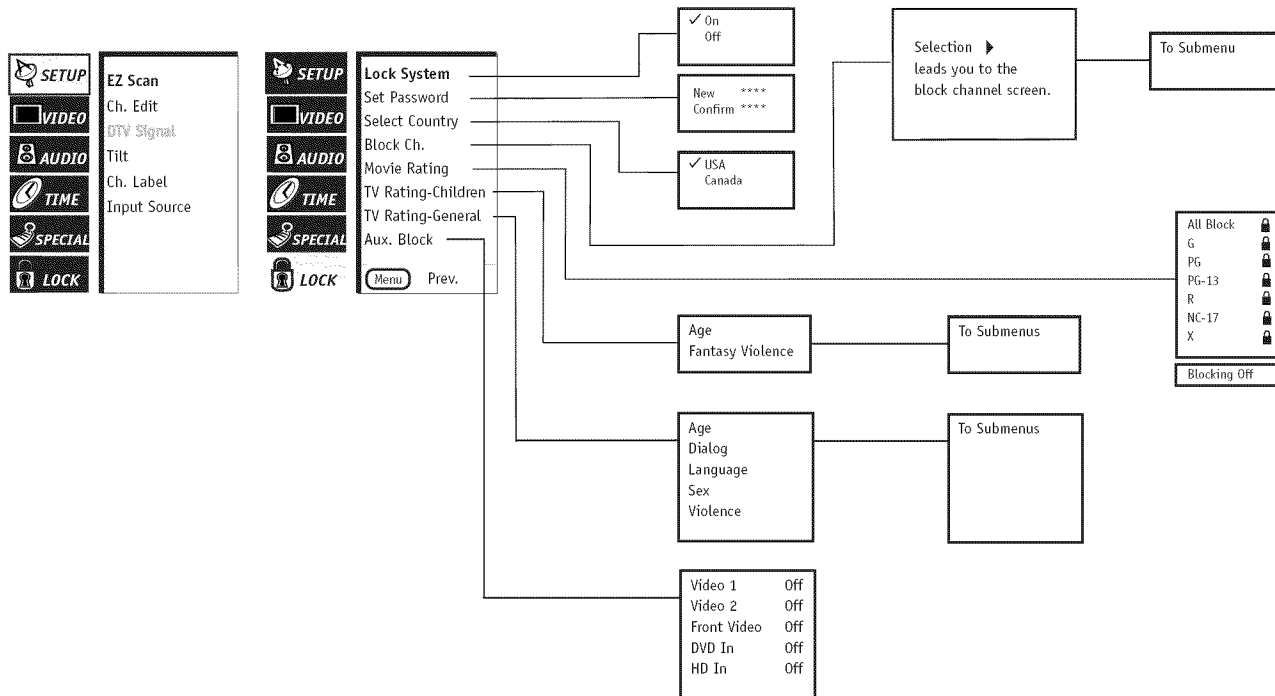 SETUP
VIDEO
AUDIO
TIME
SPECIAL
LOCK
EZ Scan
Ch. Edit
DTV Signal
Tilt
Ch. Label
Input Source
SETUP
VIDEO
AUDIO
TIME
SPECIAL
LOCK
Lock System
Set Password
Select Country
Block Ch.
Movie Rating
TV Rating-Children
TV Rating-General
Aux. Block
Menu Prev.
✓ On
Off
New ****
Confirm ****
✓ USA
Canada
Selection ▶
leads you to the
block channel screen.
To Submenu
All Block
G
PG
PG-13
R
NC-17
X
Blocking Off
Age
Fantasy Violence
To Submenus
Age
Dialog
Language
Sex
Violence
To Submenus
Video 1 Off
Video 2 Off
Front Video Off
DVD In Off
HD In Off